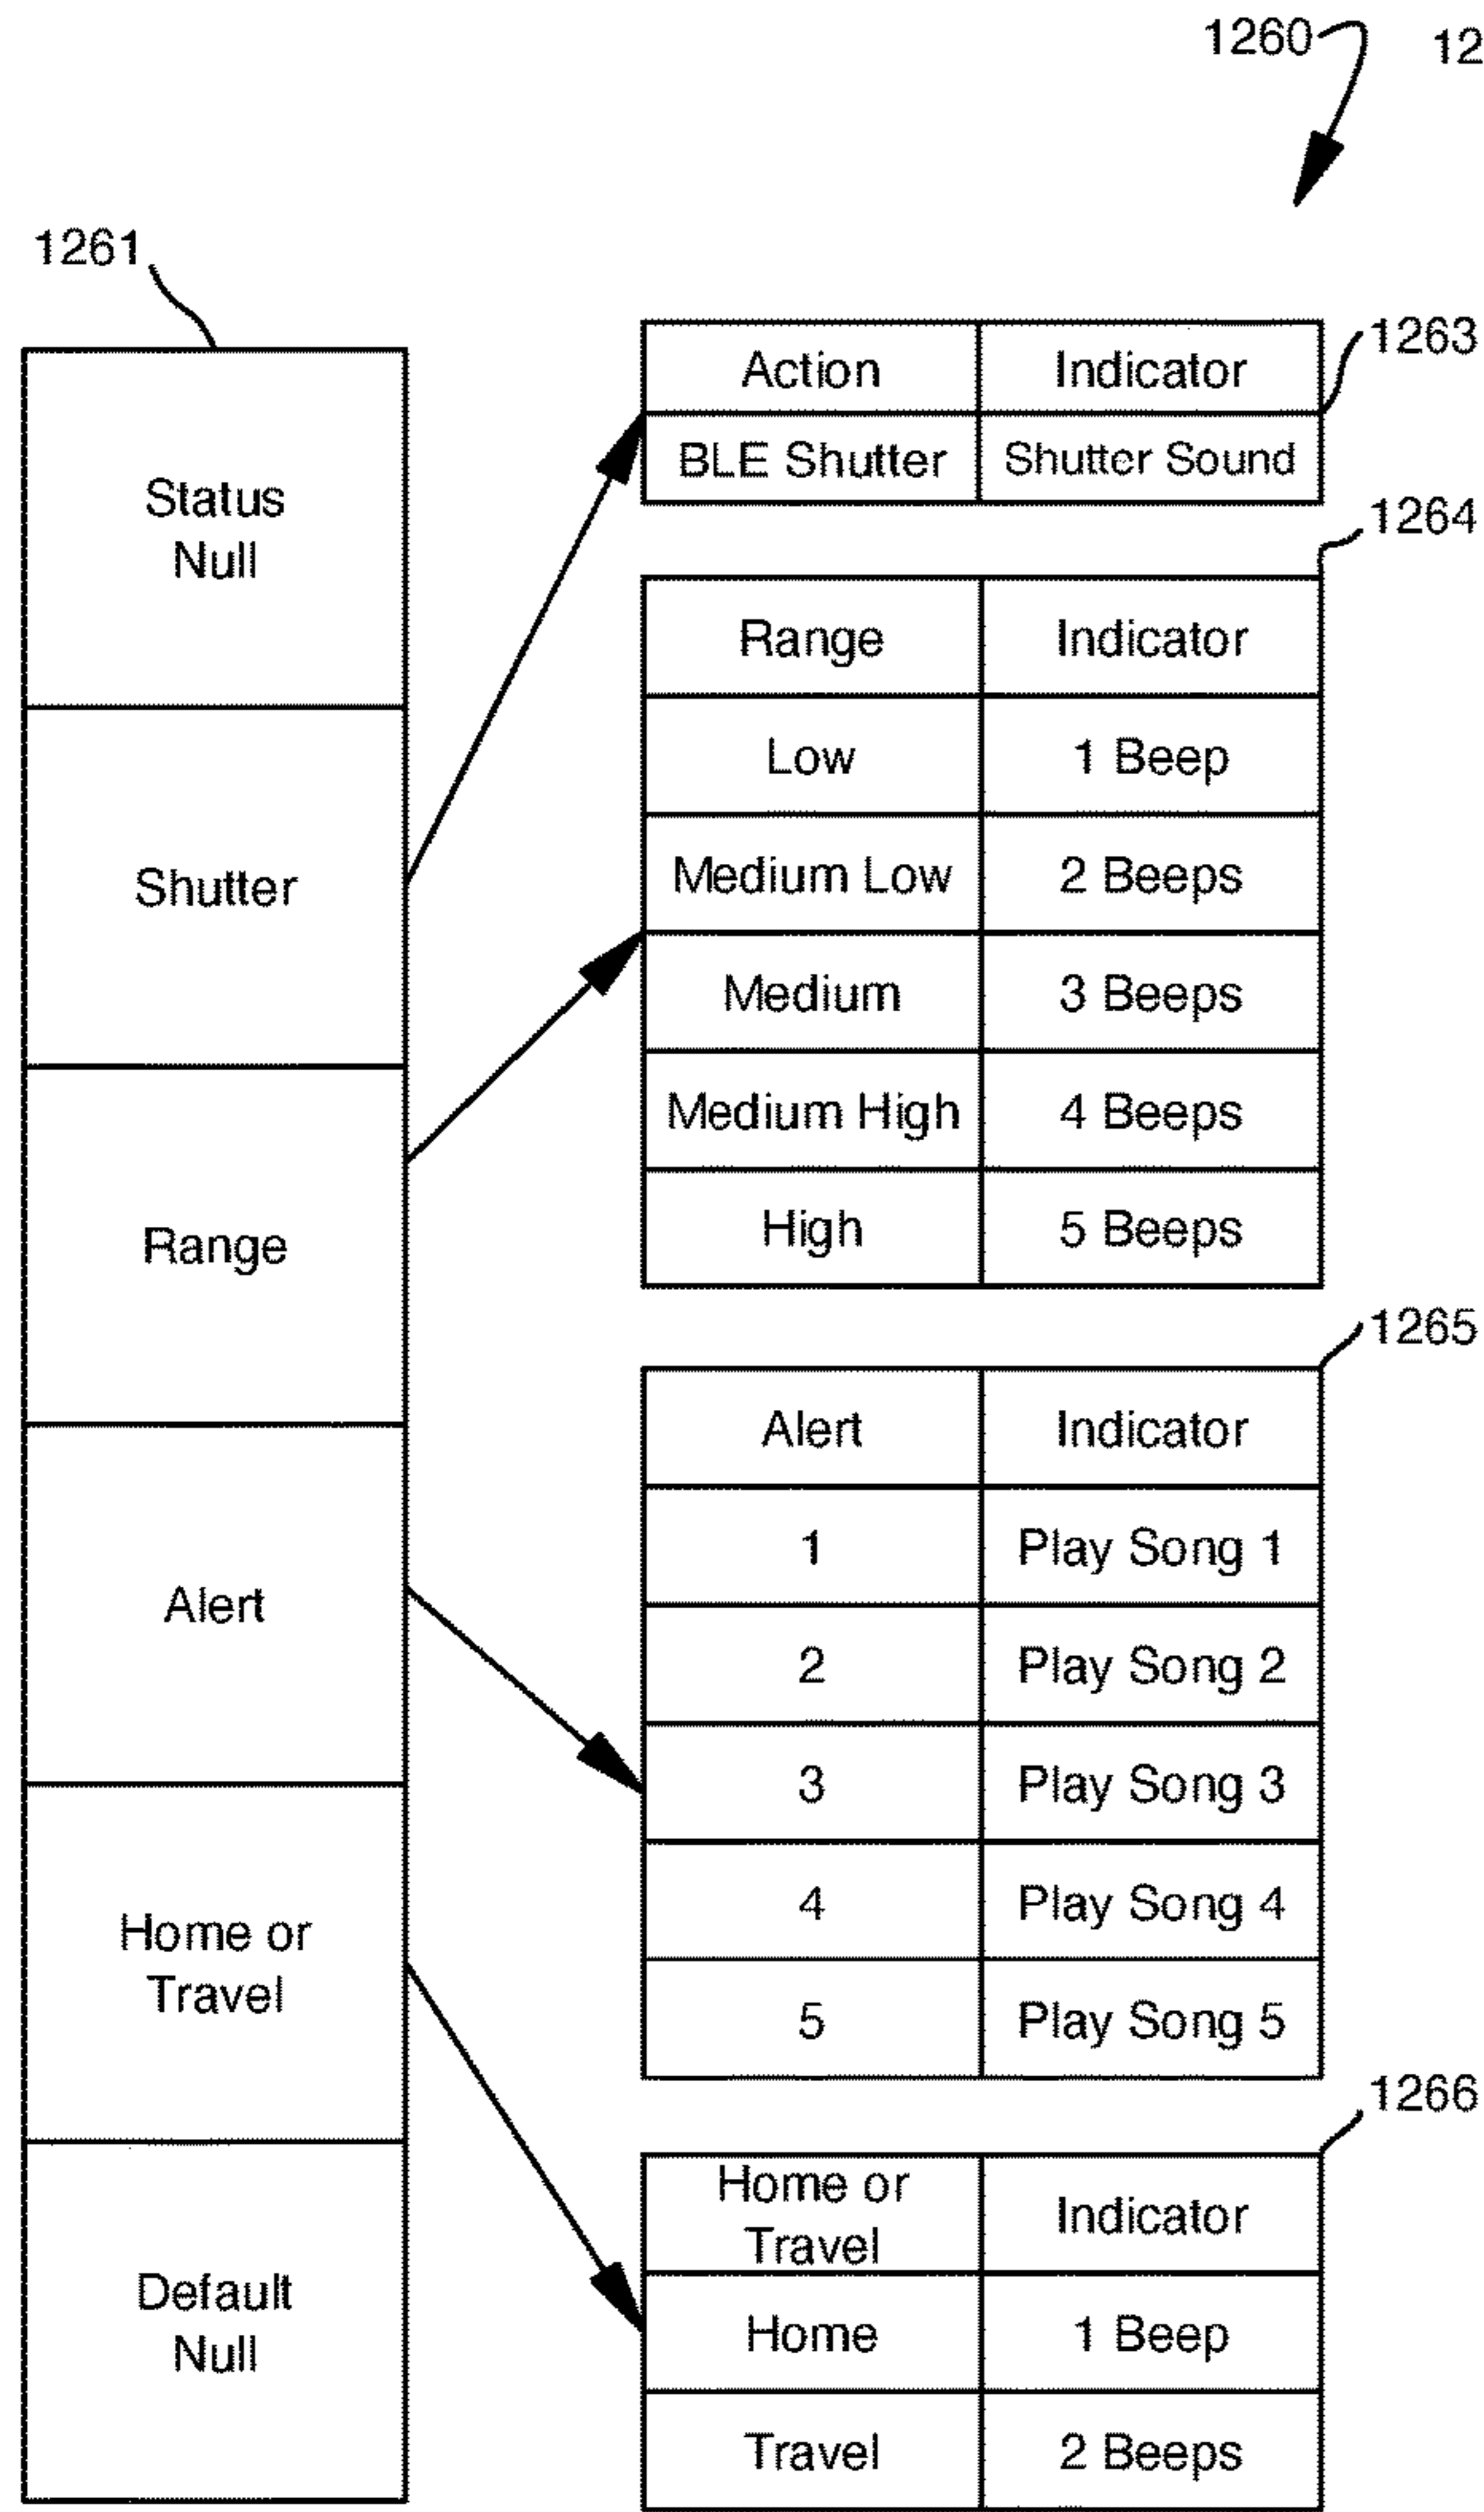 1260
12
1261
Status
Null
Shutter
Range
Alert
Home or
Travel
Default
Null
1263
Action Indicator
BLE Shutter Shutter Sound
1264
Range Indicator
Low 1 Beep
Medium Low 2 Beeps
Medium 3 Beeps
Medium High 4 Beeps
High 5 Beeps
1265
Alert Indicator
1 Play Song 1
2 Play Song 2
3 Play Song 3
4 Play Song 4
5 Play Song 5
1266
Home or
Travel Indicator
Home 1 Beep
Travel 2 Beeps